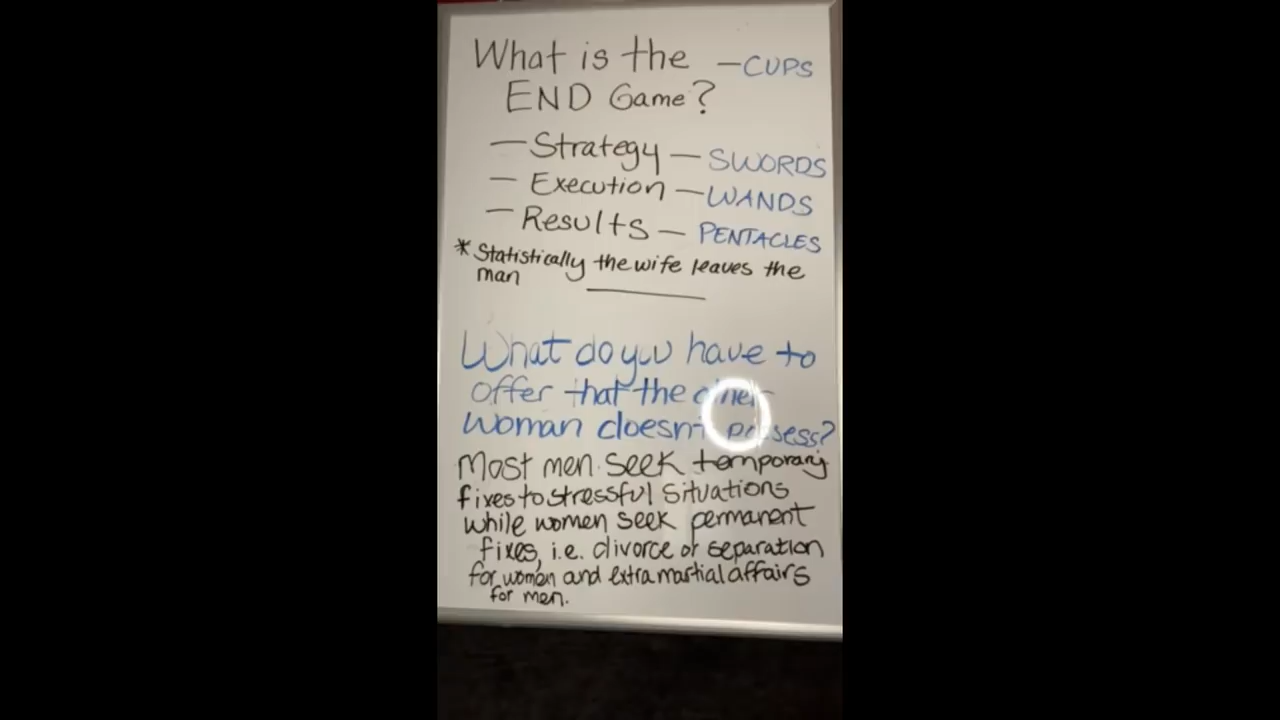 What is the – CUPS
END Game?
– Strategy – SWORDS
– Execution – WANDS
– Results – PENTACLES
* Statistically the wife leaves the
man
What do you have to
offer that the other
woman doesn't possess?
Most men seek temporary
fixes to stressful situations
while women seek permanent
fixes, i.e. divorce or separation
for women and extra martial affairs
for men.